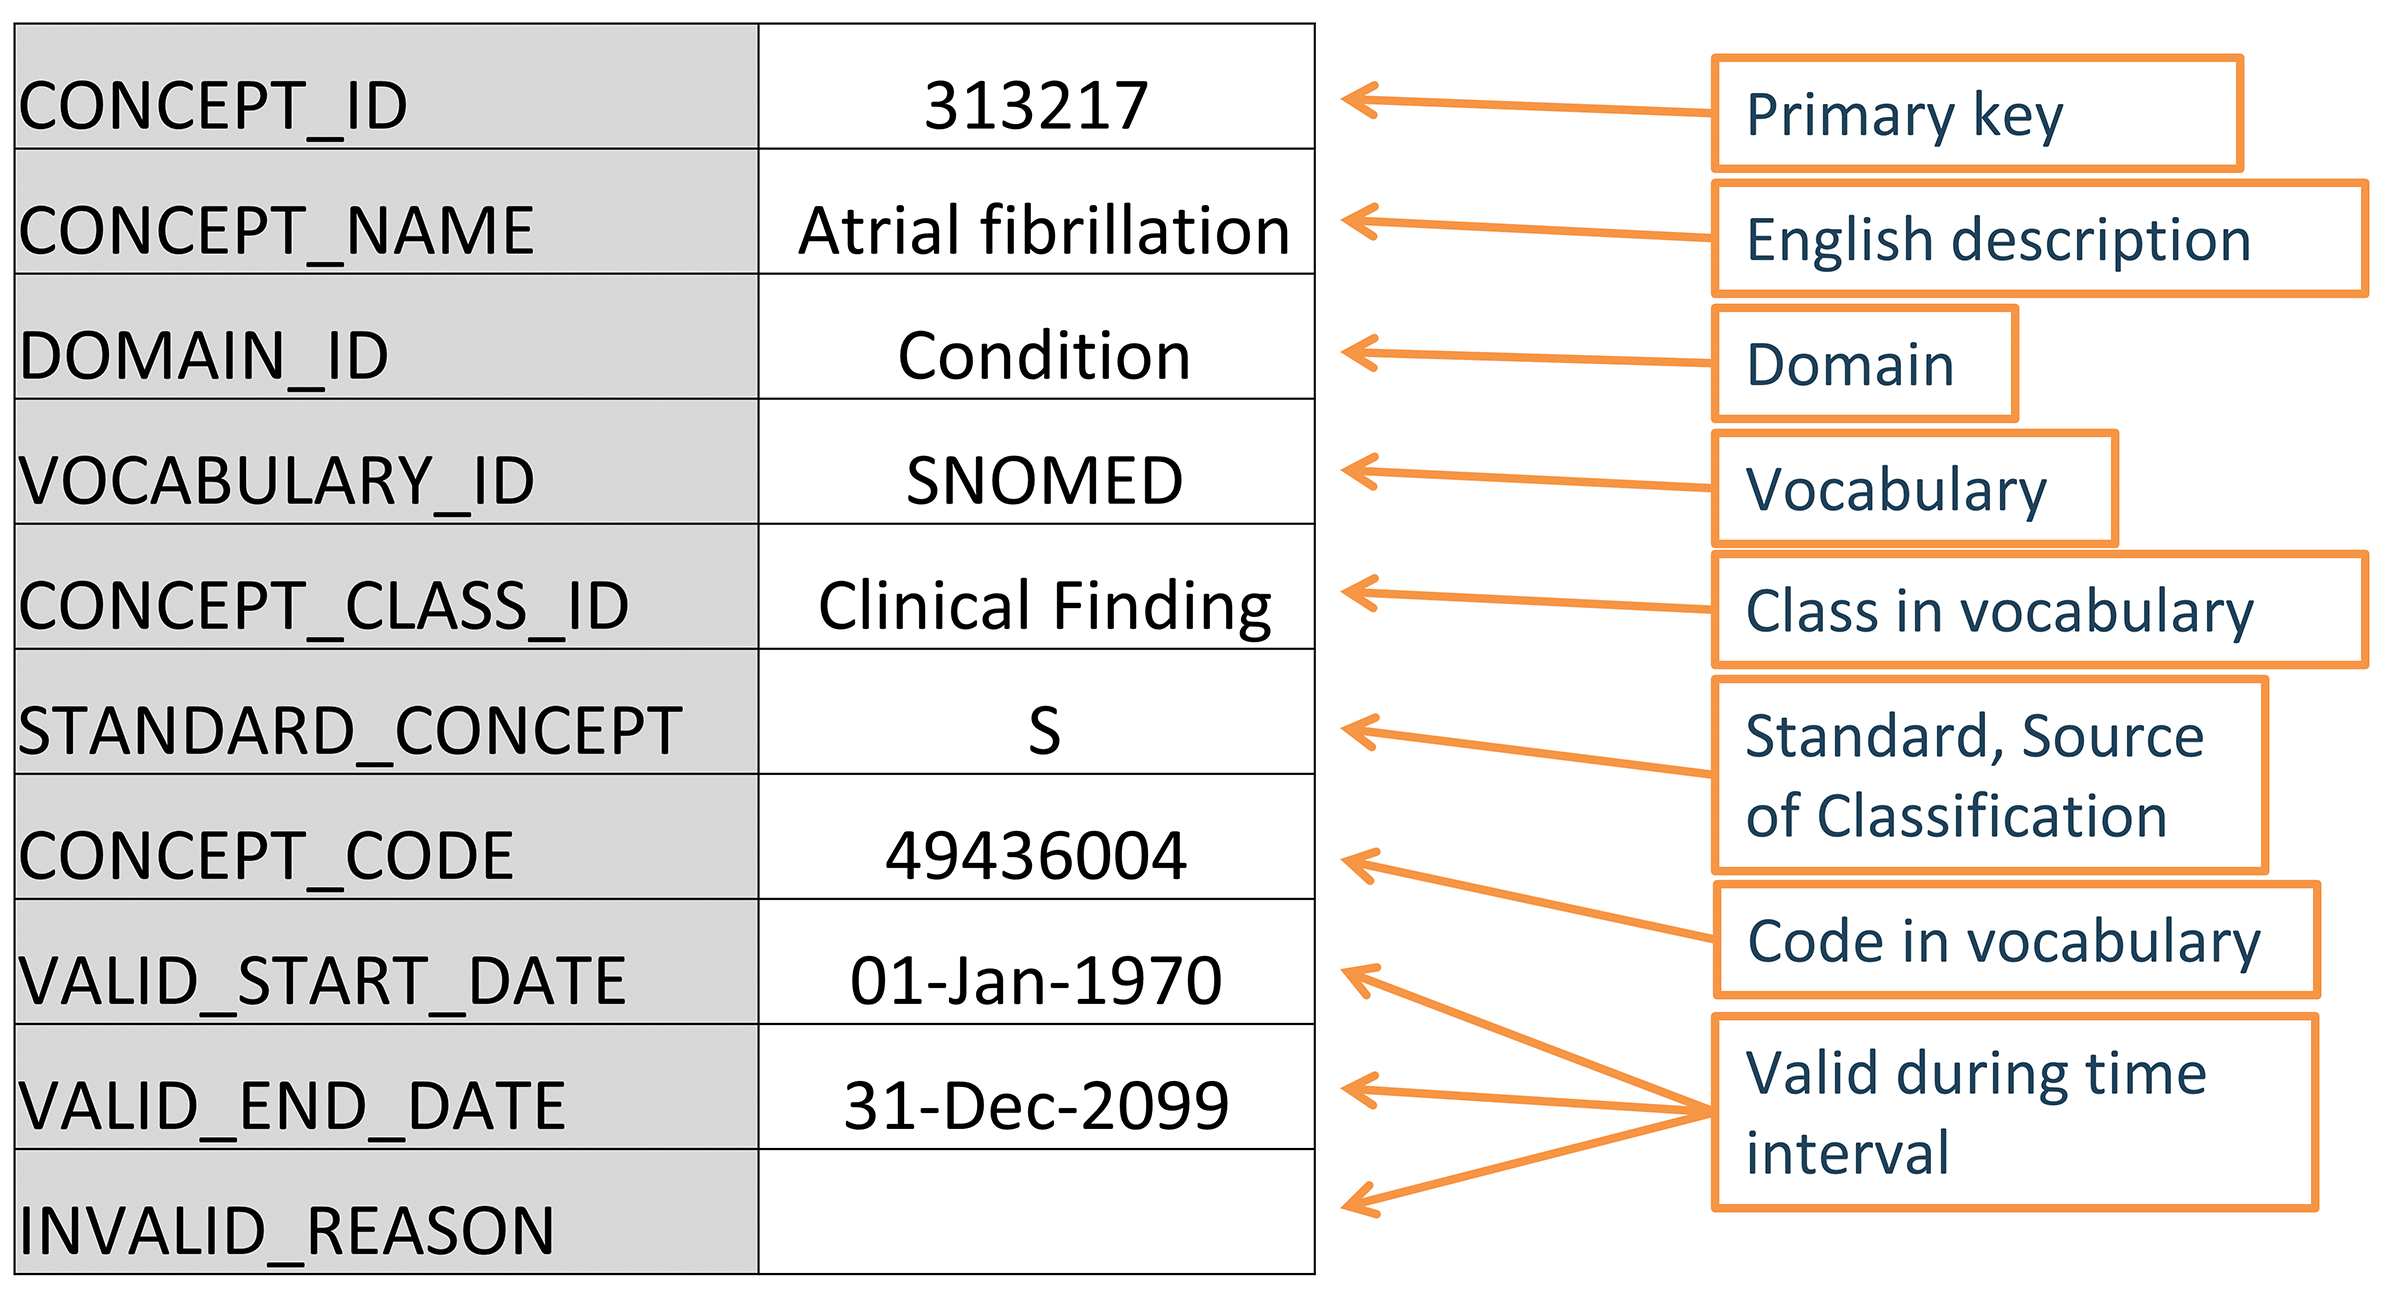 CONCEPT_ID 313217 Primary key
CONCEPT_NAME Atrial fibrillation English description
DOMAIN_ID Condition Domain
VOCABULARY_ID SNOMED Vocabulary
CONCEPT_CLASS_ID Clinical Finding Class in vocabulary
STANDARD_CONCEPT S Standard, Source
of Classification
CONCEPT_CODE 49436004 Code in vocabulary
VALID_START_DATE 01-Jan-1970
VALID_END_DATE 31-Dec-2099 Valid during time
interval
INVALID_REASON